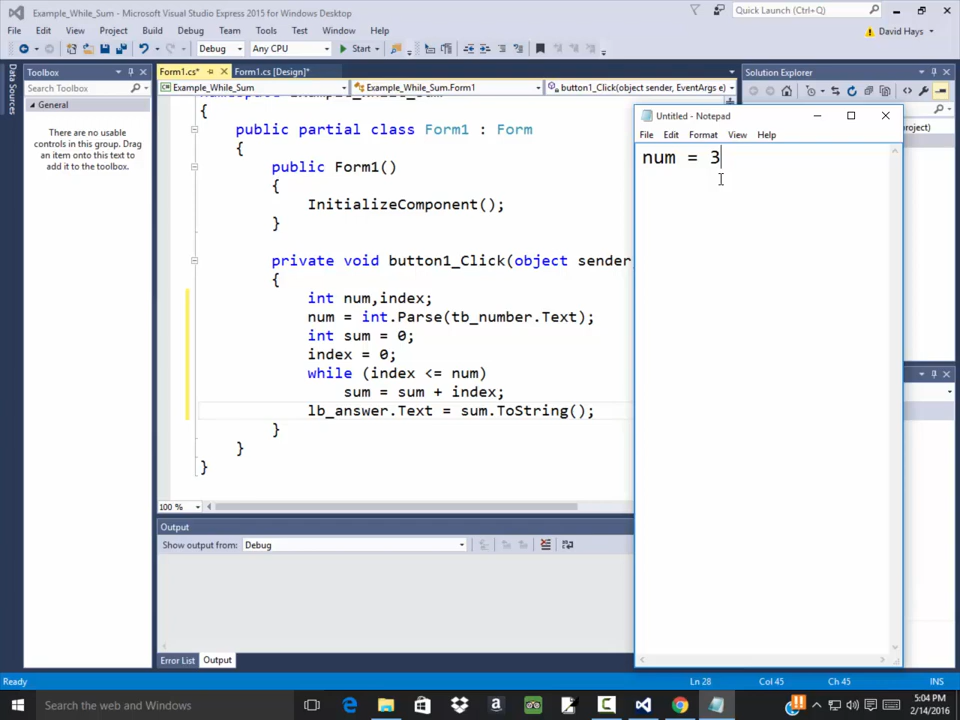 Example_While_Sum - Microsoft Visual Studio Express 2015 for Windows Desktop
Quick Launch (Ctrl+Q)
File Edit View Project Build Debug Team Tools Test Window Help
David Hays
Debug Any CPU Start
Data Sources
Toolbox
Search Toolbox
General
There are no usable
controls in this group. Drag
an item onto this text to
add it to the toolbox.
Form1.cs* Form1.cs [Design]*
Example_While_Sum Example_While_Sum.Form1 button1_Click(object sender, EventArgs e)
{
public partial class Form1 : Form
{
public Form1()
{
InitializeComponent();
}
private void button1_Click(object sender,
{
int num,index;
num = int.Parse(tb_number.Text);
int sum = 0;
index = 0;
while (index <= num)
sum = sum + index;
lb_answer.Text = sum.ToString();
}
}
}
100 %
Output
Show output from: Debug
Error List Output
Solution Explorer
project)
Untitled - Notepad
File Edit Format View Help
num = 3
Ready Ln 28 Col 45 Ch 45 INS
Search the web and Windows
5:04 PM
2/14/2016